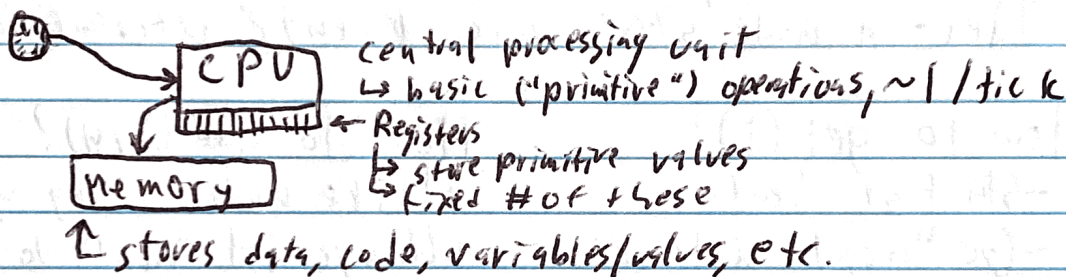 CPU central processing unit
↳ basic ("primitive") operations, ~1/tick
← Registers
↳ store primitive values
↳ fixed # of these
Memory
↑ stores data, code, variables/values, etc.